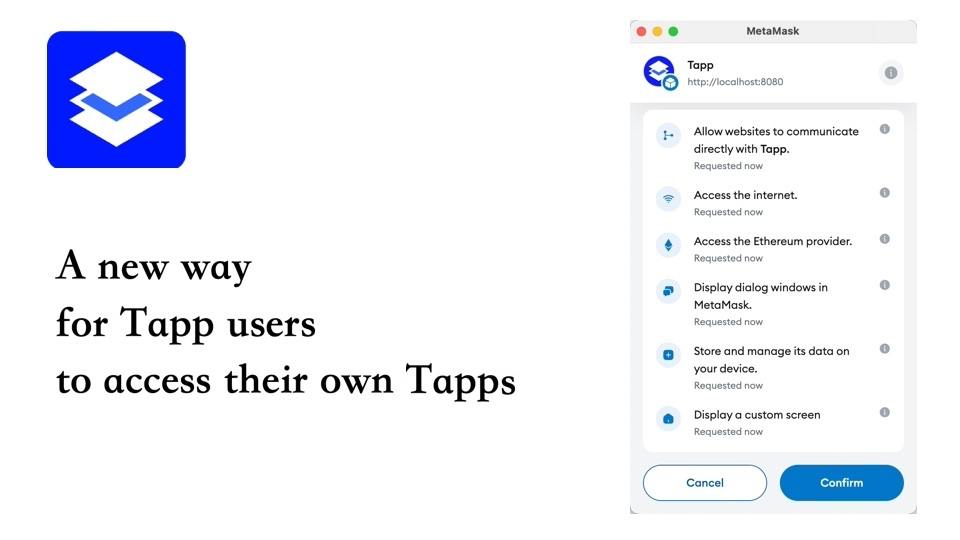 A new way
for Tapp users
to access their own Tapps
MetaMask
Tapp
http://localhost:8080
Allow websites to communicate
directly with Tapp.
Requested now
Access the internet.
Requested now
Access the Ethereum provider.
Requested now
Display dialog windows in
MetaMask.
Requested now
Store and manage its data on
your device.
Requested now
Display a custom screen
Requested now
Cancel
Confirm